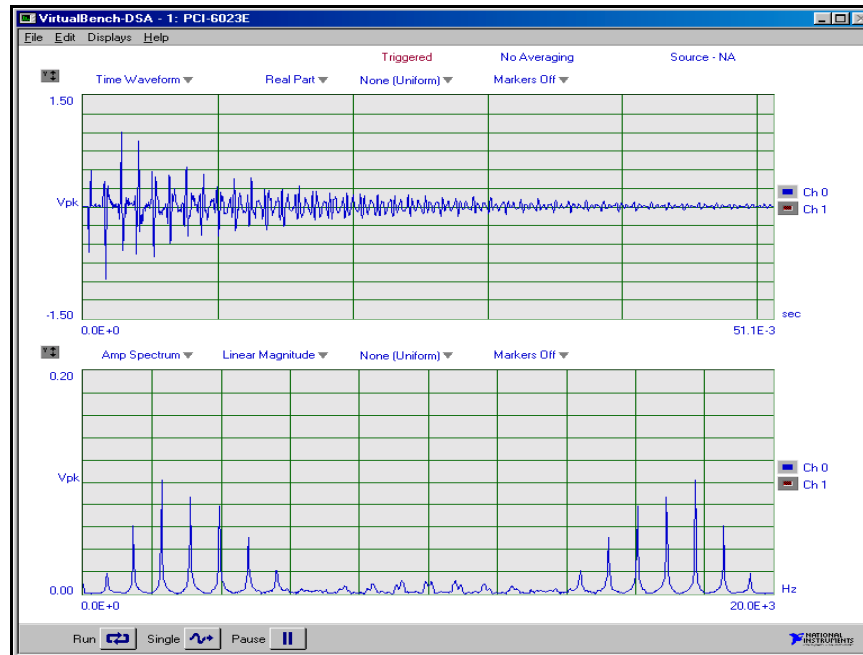 VirtualBench-DSA - 1: PCI-6023E
File Edit Displays Help
Triggered No Averaging Source - NA
Time Waveform Real Part None (Uniform) Markers Off
1.50
Vpk
-1.50
0.0E+0 51.1E-3
sec
Ch 0
Ch 1
Amp Spectrum Linear Magnitude None (Uniform) Markers Off
0.20
Vpk
0.00
0.0E+0 20.0E+3
Hz
Ch 0
Ch 1
Run Single Pause
NATIONAL INSTRUMENTS